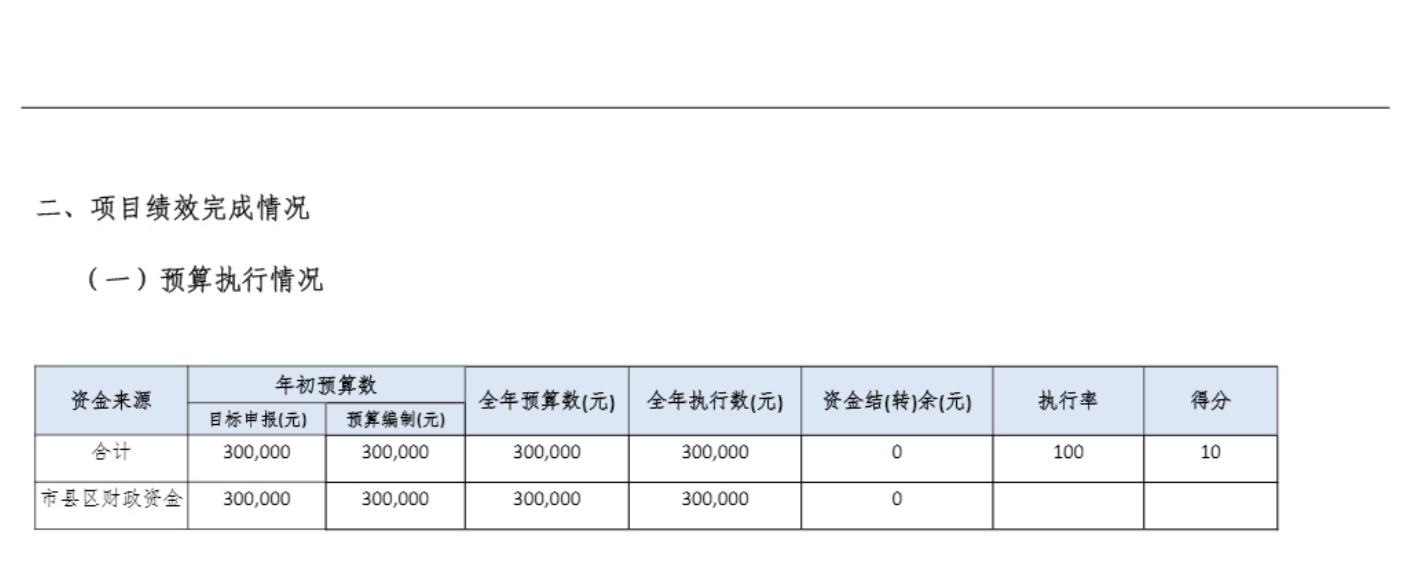 二、项目绩效完成情况
（一）预算执行情况
资金来源 年初预算数 全年预算数(元) 全年执行数(元) 资金结(转)余(元) 执行率 得分
目标申报(元) 预算编制(元)
合计 300,000 300,000 300,000 300,000 0 100 10
市县区财政资金 300,000 300,000 300,000 300,000 0